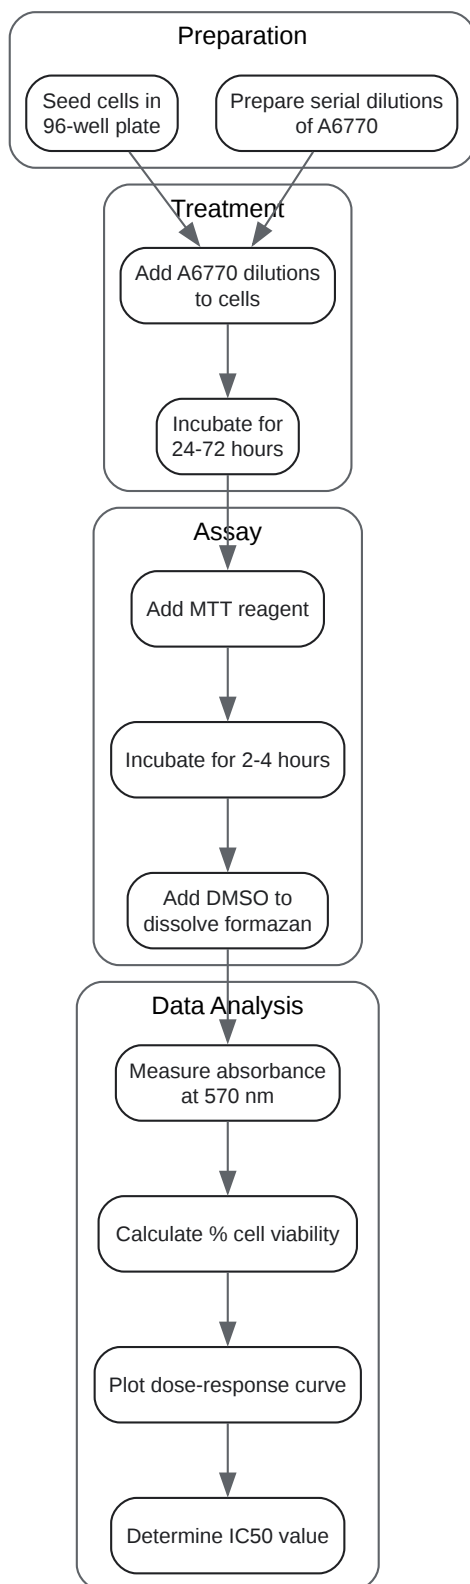 Preparation
Seed cells in
96-well plate
Prepare serial dilutions
of A6770
Treatment
Add A6770 dilutions
to cells
Incubate for
24-72 hours
Assay
Add MTT reagent
Incubate for 2-4 hours
Add DMSO to
dissolve formazan
Data Analysis
Measure absorbance
at 570 nm
Calculate % cell viability
Plot dose-response curve
Determine IC50 value